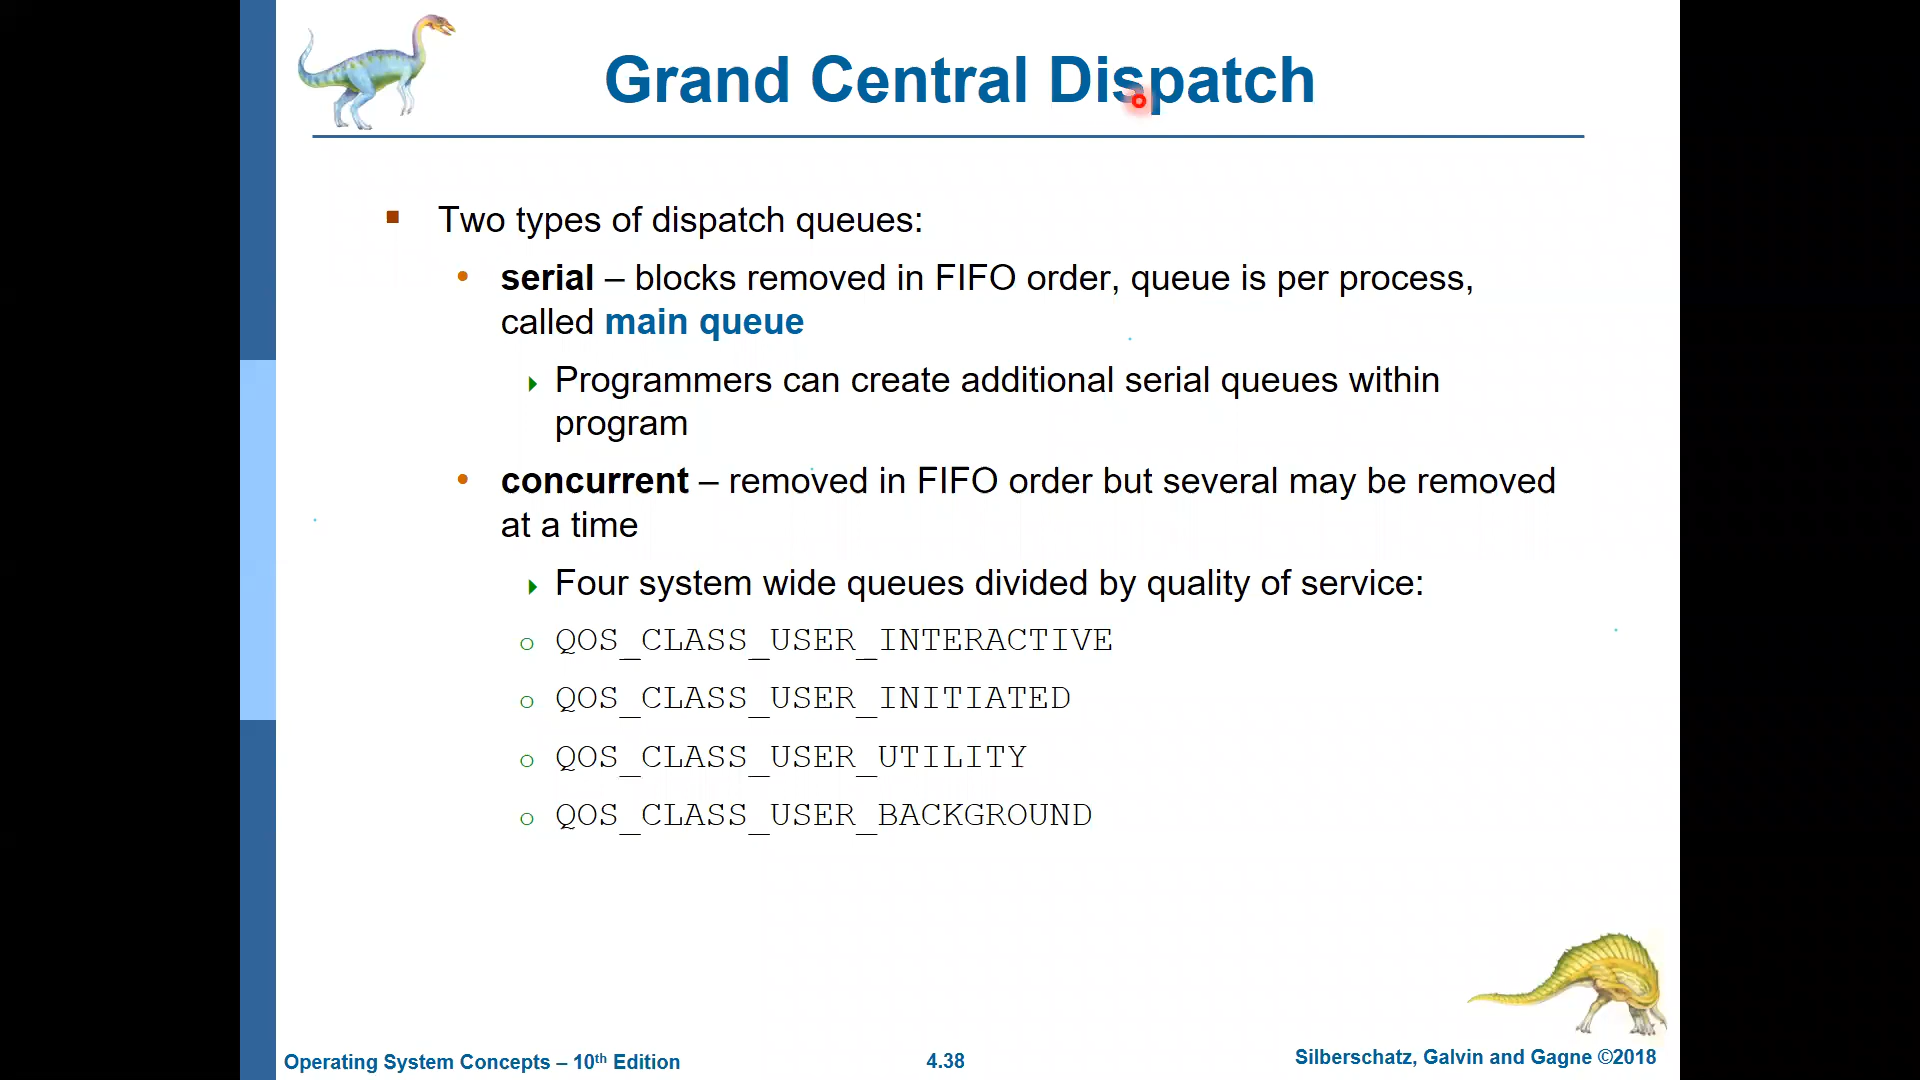 Grand Central Dispatch
▪ Two types of dispatch queues:
• serial – blocks removed in FIFO order, queue is per process,
called main queue
Programmers can create additional serial queues within
program
• concurrent – removed in FIFO order but several may be removed
at a time
Four system wide queues divided by quality of service:
o QOS_CLASS_USER_INTERACTIVE
o QOS_CLASS_USER_INITIATED
o QOS_CLASS_USER_UTILITY
o QOS_CLASS_USER_BACKGROUND
Operating System Concepts – 10th Edition
4.38
Silberschatz, Galvin and Gagne ©2018